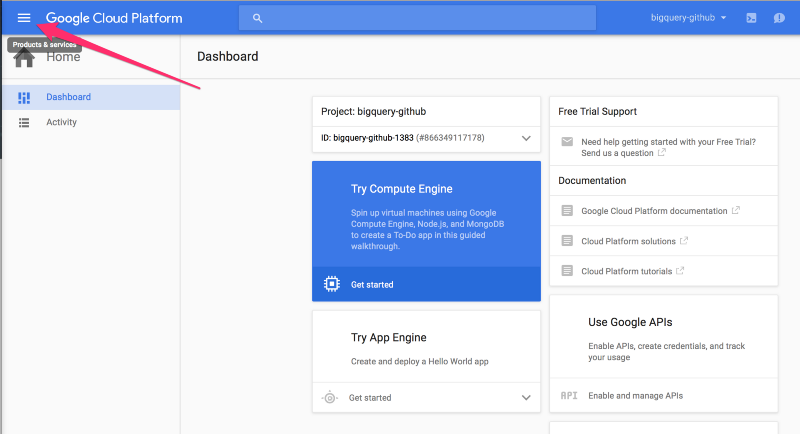 Google Cloud Platform
bigquery-github
Products & services
Home
Dashboard
Dashboard
Activity
Project: bigquery-github
ID: bigquery-github-1383 (#866349117178)
Try Compute Engine
Spin up virtual machines using Google
Compute Engine, Node.js, and MongoDB
to create a To-Do app in this guided
walkthrough.
Get started
Try App Engine
Create and deploy a Hello World app
Get started
Free Trial Support
Need help getting started with your Free Trial?
Send us a question
Documentation
Google Cloud Platform documentation
Cloud Platform solutions
Cloud Platform tutorials
Use Google APIs
Enable APIs, create credentials, and track
your usage
API Enable and manage APIs